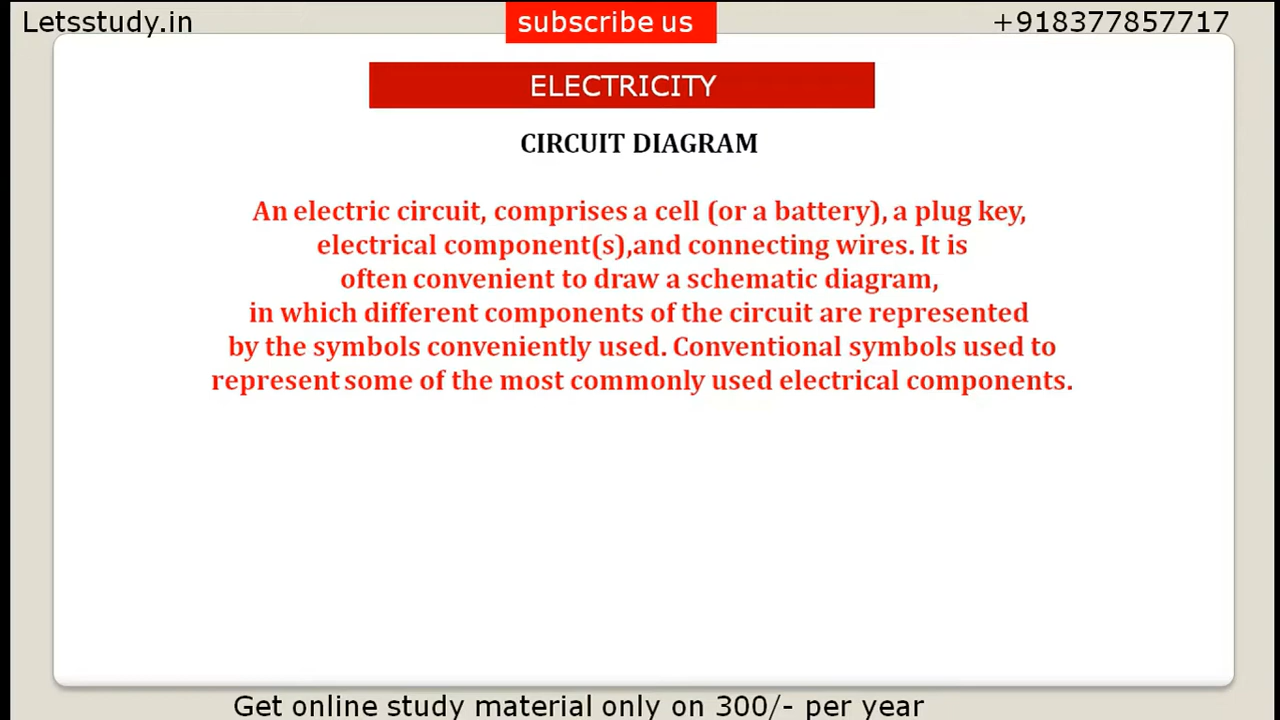 Letsstudy.in
subscribe us
+918377857717
ELECTRICITY
CIRCUIT DIAGRAM
An electric circuit, comprises a cell (or a battery), a plug key,
electrical component(s),and connecting wires. It is
often convenient to draw a schematic diagram,
in which different components of the circuit are represented
by the symbols conveniently used. Conventional symbols used to
represent some of the most commonly used electrical components.
Get online study material only on 300/- per year